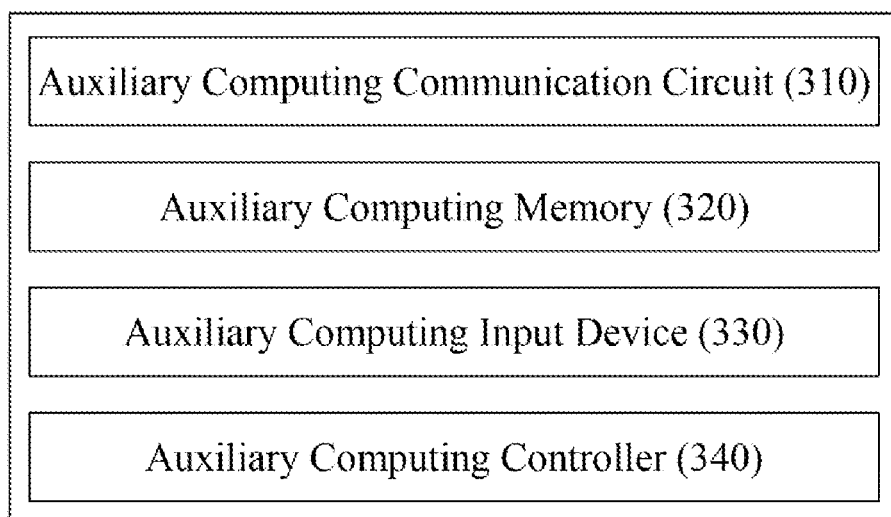 Auxiliary Computing Communication Circuit (310)
Auxiliary Computing Memory (320)
Auxiliary Computing Input Device (330)
Auxiliary Computing Controller (340)